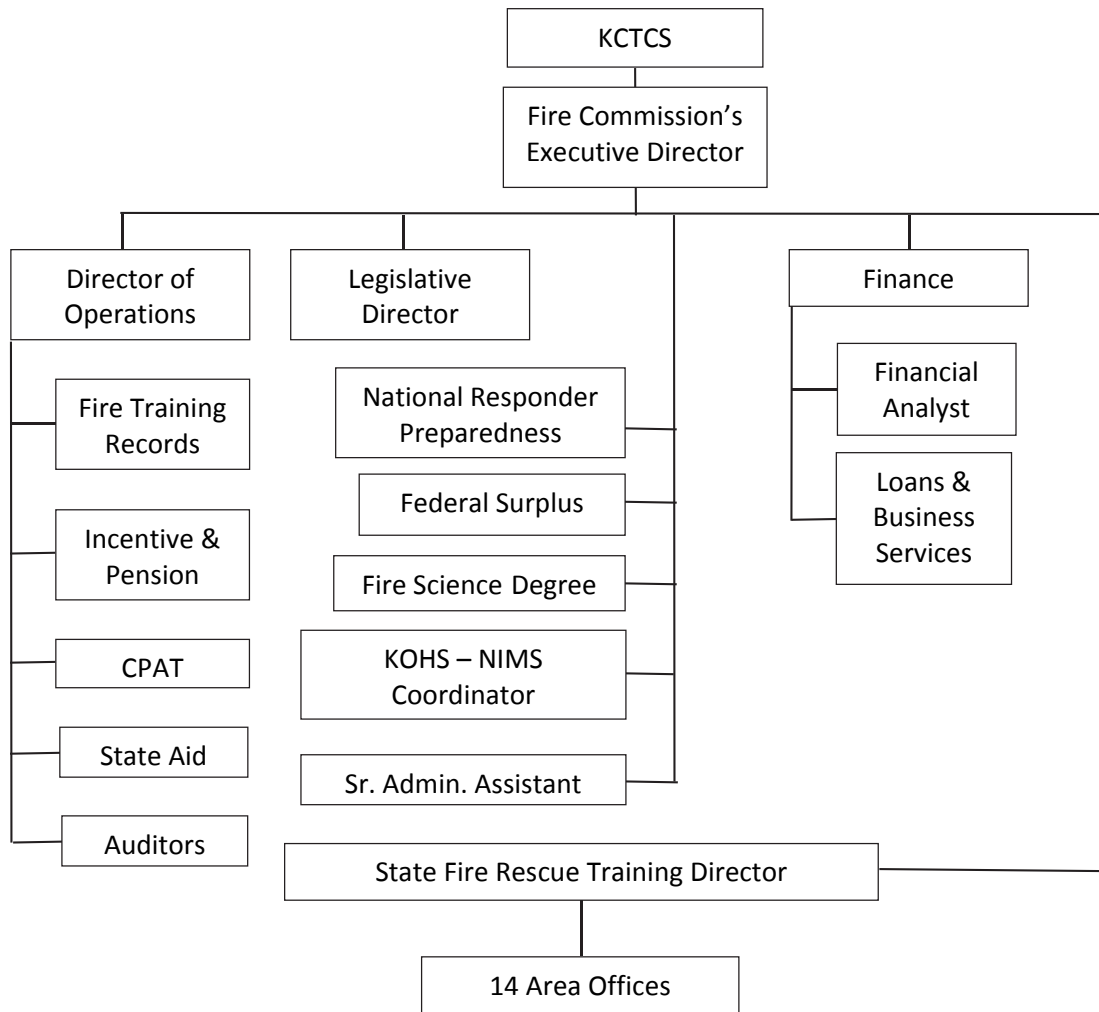 KCTCS
Fire Commission’s
Executive Director
Director of
Operations
Legislative
Director
Finance
Fire Training
Records
Incentive &
Pension
CPAT
State Aid
Auditors
National Responder
Preparedness
Federal Surplus
Fire Science Degree
KOHS – NIMS
Coordinator
Sr. Admin. Assistant
Financial
Analyst
Loans &
Business
Services
State Fire Rescue Training Director
14 Area Offices